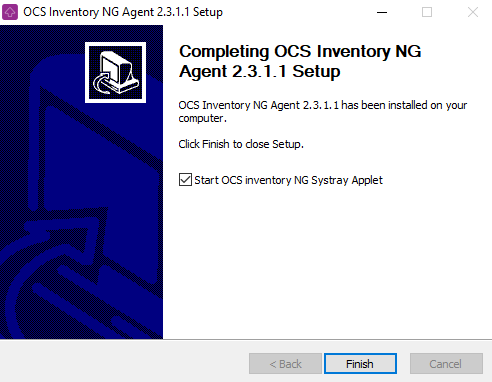 OCS Inventory NG Agent 2.3.1.1 Setup
Completing OCS Inventory NG
Agent 2.3.1.1 Setup
OCS Inventory NG Agent 2.3.1.1 has been installed on your
computer.
Click Finish to close Setup.
Start OCS inventory NG Systray Applet
< Back
Finish
Cancel